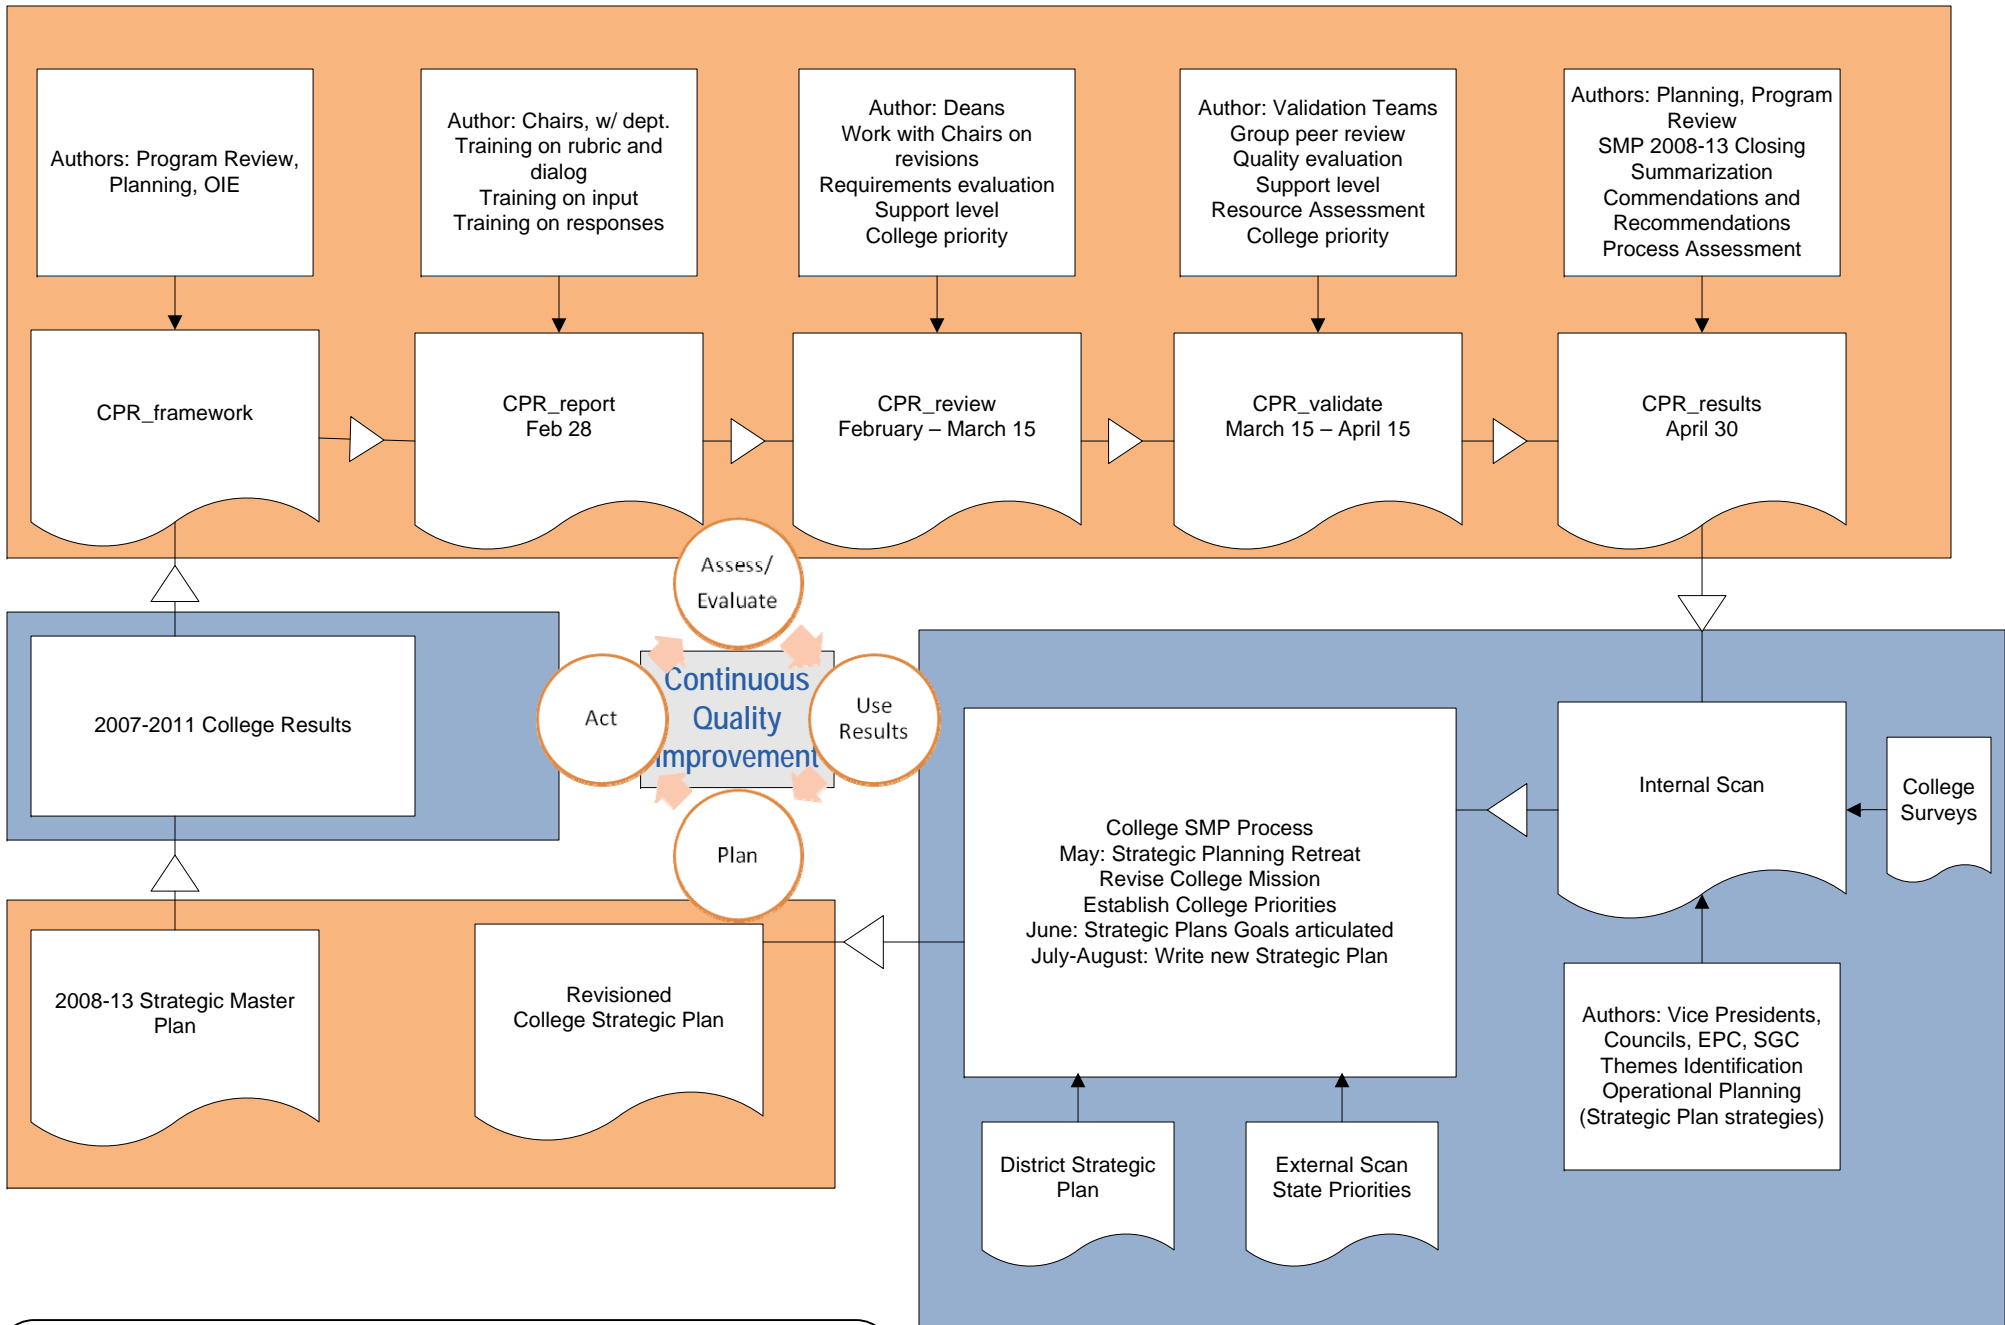 Authors: Program Review,
Planning, OIE
Author: Chairs, w/ dept.
Training on rubric and
dialog
Training on input
Training on responses
Author: Deans
Work with Chairs on
revisions
Requirements evaluation
Support level
College priority
Author: Validation Teams
Group peer review
Quality evaluation
Support level
Resource Assessment
College priority
Authors: Planning, Program
Review
SMP 2008-13 Closing
Summarization
Commendations and
Recommendations
Process Assessment
CPR_framework
CPR_report
Feb 28
CPR_review
February – March 15
CPR_validate
March 15 – April 15
CPR_results
April 30
Assess/
Evaluate
Continuous
Quality
Improvement
Act
Use
Results
Plan
2007-2011 College Results
Internal Scan
College
Surveys
College SMP Process
May: Strategic Planning Retreat
Revise College Mission
Establish College Priorities
June: Strategic Plans Goals articulated
July-August: Write new Strategic Plan
2008-13 Strategic Master
Plan
Revisioned
College Strategic Plan
Authors: Vice Presidents,
Councils, EPC, SGC
Themes Identification
Operational Planning
(Strategic Plan strategies)
District Strategic
Plan
External Scan
State Priorities